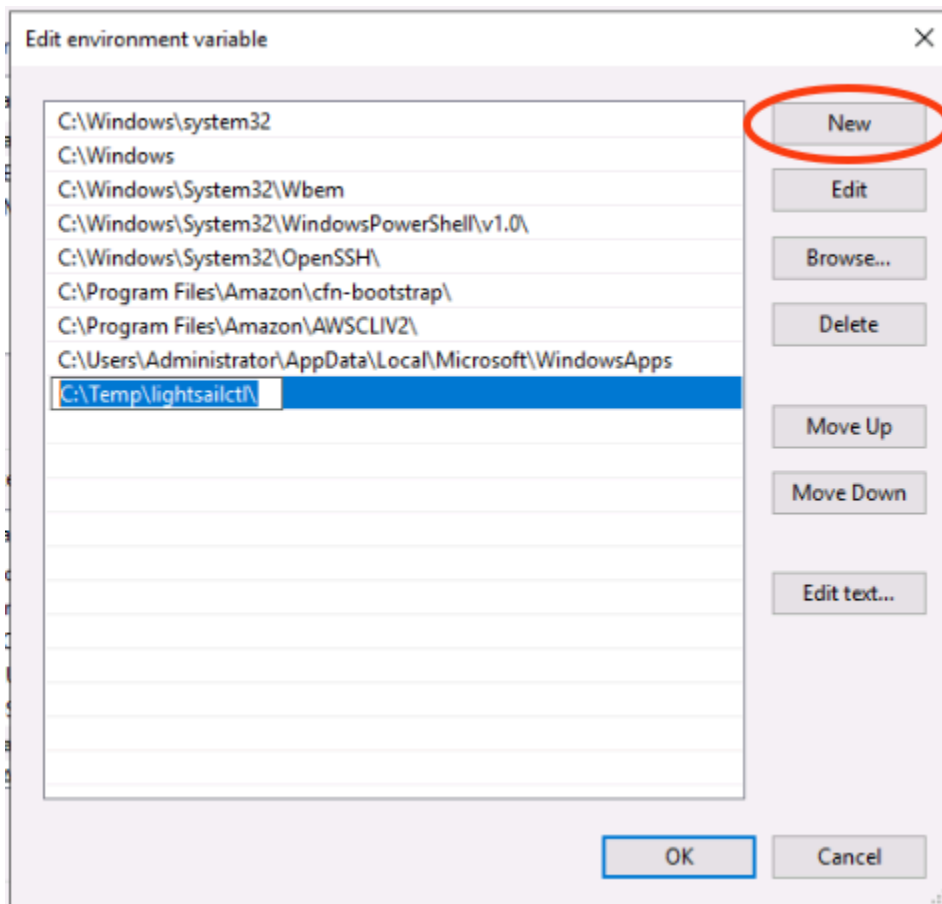 Edit environment variable
C:\Windows\system32
C:\Windows
C:\Windows\System32\Wbem
C:\Windows\System32\WindowsPowerShell\v1.0\
C:\Windows\System32\OpenSSH\
C:\Program Files\Amazon\cfn-bootstrap\
C:\Program Files\Amazon\AWSCLIV2\
C:\Users\Administrator\AppData\Local\Microsoft\WindowsApps
C:\Temp\lightsailctl\
New
Edit
Browse...
Delete
Move Up
Move Down
Edit text...
OK
Cancel